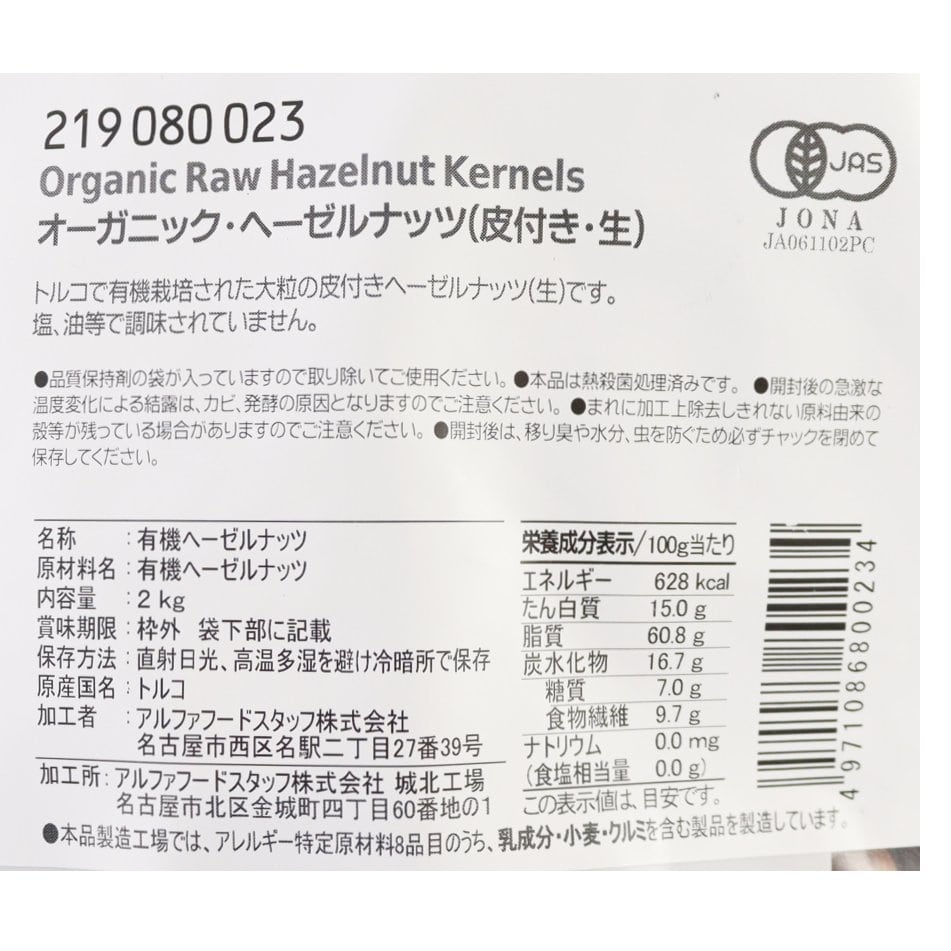 219 080 023
Organic Raw Hazelnut Kernels
オーガニック・ヘーゼルナッツ(皮付き・生)
JAS
JONA
JA061102PC
トルコで有機栽培された大粒の皮付きヘーゼルナッツ(生)です。
塩、油等で調味されていません。
●品質保持剤の袋が入っていますので取り除いてご使用ください。●本品は熱殺菌処理済みです。 ●開封後の急激な
温度変化による結露は、カビ、発酵の原因となりますのでご注意ください。●まれに加工上除去しきれない原料由来の
殻等が残っている場合がありますのでご注意ください。●開封後は、移り臭や水分、虫を防ぐため必ずチャックを閉めて
保存してください。
名称 : 有機ヘーゼルナッツ
原材料名 : 有機ヘーゼルナッツ
内容量 : 2 kg
賞味期限 : 枠外 袋下部に記載
保存方法 : 直射日光、高温多湿を避け冷暗所で保存
原産国名 : トルコ
加工者 : アルファフードスタッフ株式会社
名古屋市西区名駅二丁目27番39号
加工所 : アルファフードスタッフ株式会社 城北工場
名古屋市北区金城町四丁目60番地の1
栄養成分表示/100g当たり
エネルギー 628 kcal
たん白質 15.0 g
脂質 60.8 g
炭水化物 16.7 g
糖質 7.0 g
食物繊維 9.7 g
ナトリウム 0.0 mg
(食塩相当量 0.0 g)
この表示値は、目安です。
4971086800234
●本品製造工場では、アレルギー特定原材料8品目のうち、乳成分・小麦・クルミを含む製品を製造しています。